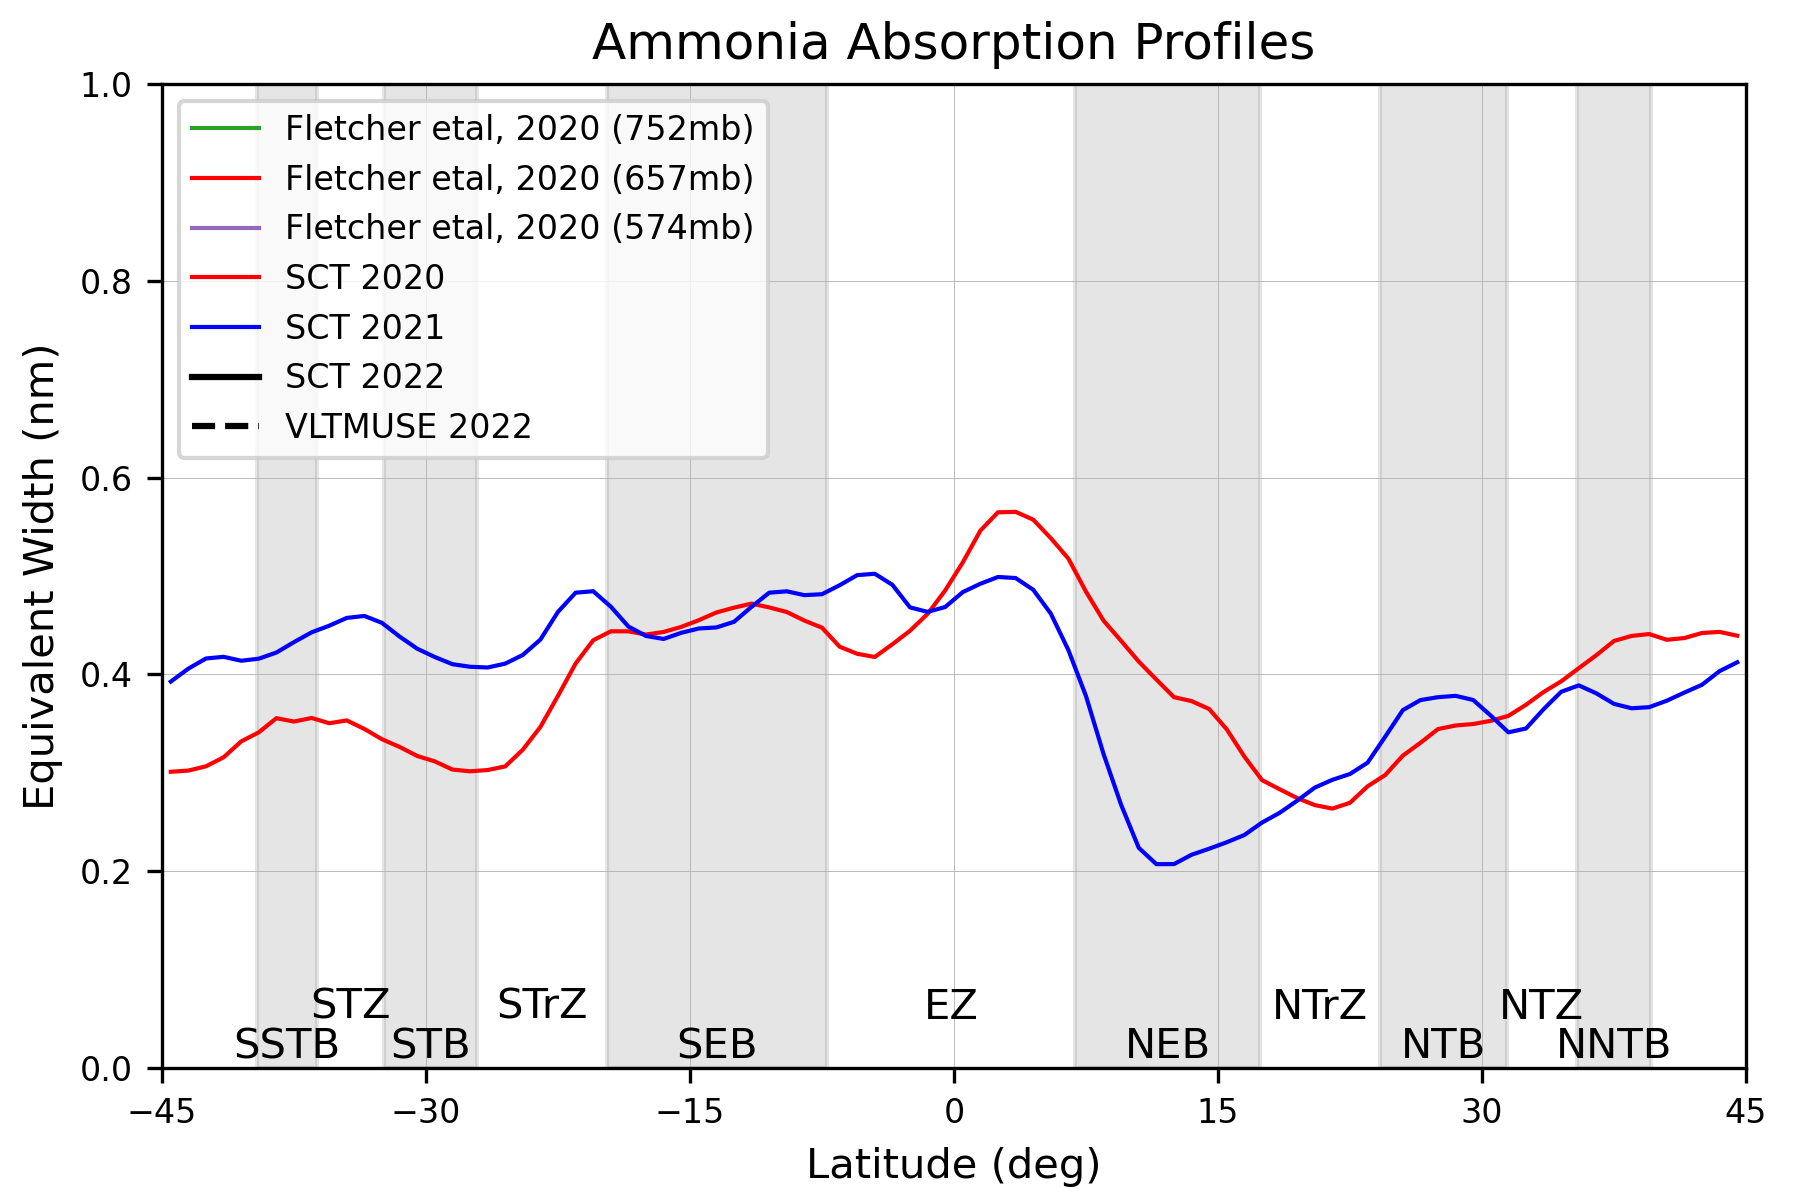 Ammonia Absorption Profiles
1.0
0.8
0.6
0.4
0.2
0.0
Equivalent Width (nm)
Fletcher etal, 2020 (752mb)
Fletcher etal, 2020 (657mb)
Fletcher etal, 2020 (574mb)
SCT 2020
SCT 2021
SCT 2022
VLTMUSE 2022
STZ STrZ EZ NTrZ NTZ
SSTB STB SEB NEB NTB NNTB
−45 −30 −15 0 15 30 45
Latitude (deg)